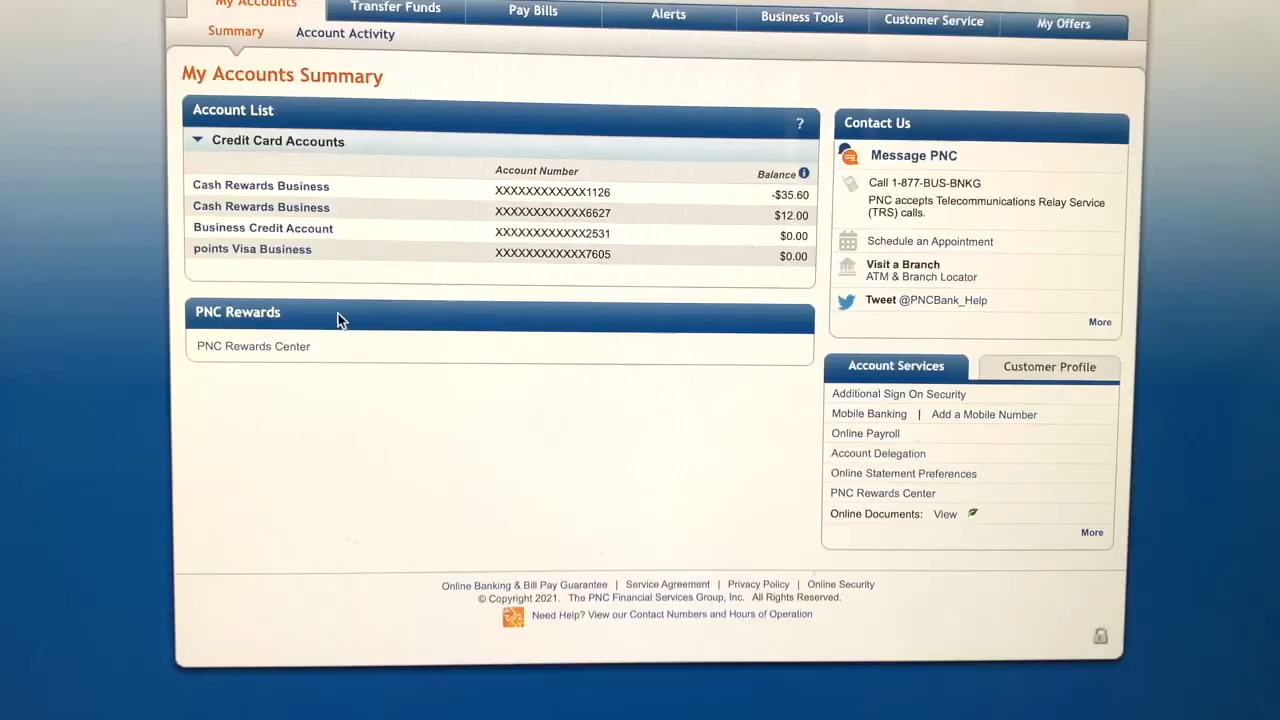 My Accounts
Transfer Funds
Pay Bills
Alerts
Business Tools
Customer Service
My Offers
Summary
Account Activity
My Accounts Summary
Account List
?
Credit Card Accounts
Account Number
Balance
Cash Rewards Business XXXXXXXXXXXX1126 -$35.60
Cash Rewards Business XXXXXXXXXXXX6627 $12.00
Business Credit Account XXXXXXXXXXXX2531 $0.00
points Visa Business XXXXXXXXXXXX7605 $0.00
PNC Rewards
PNC Rewards Center
Contact Us
Message PNC
Call 1-877-BUS-BNKG
PNC accepts Telecommunications Relay Service
(TRS) calls.
Schedule an Appointment
Visit a Branch
ATM & Branch Locator
Tweet @PNCBank_Help
More
Account Services
Customer Profile
Additional Sign On Security
Mobile Banking | Add a Mobile Number
Online Payroll
Account Delegation
Online Statement Preferences
PNC Rewards Center
Online Documents: View
More
Online Banking & Bill Pay Guarantee | Service Agreement | Privacy Policy | Online Security
© Copyright 2021. The PNC Financial Services Group, Inc. All Rights Reserved.
Need Help? View our Contact Numbers and Hours of Operation